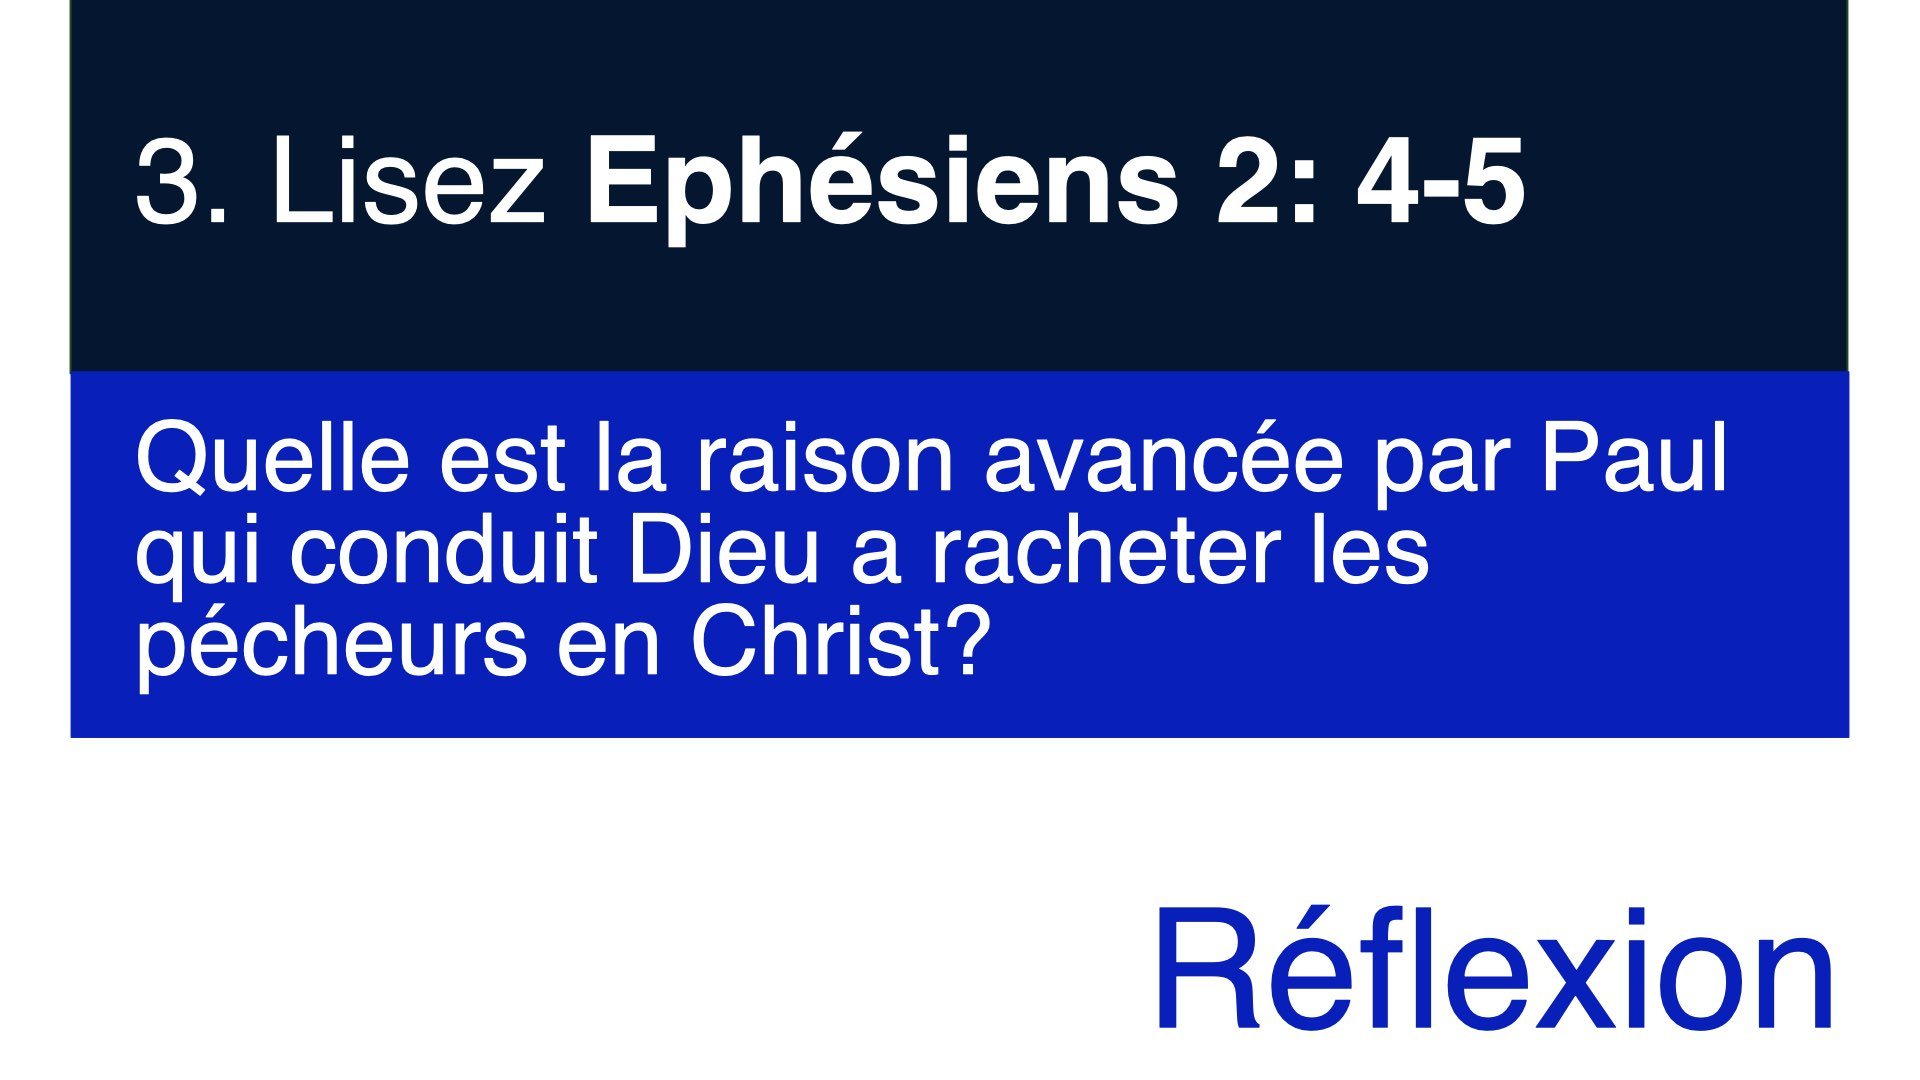 3. Lisez Ephésiens 2: 4-5
Quelle est la raison avancée par Paul
qui conduit Dieu a racheter les
pécheurs en Christ?
Réflexion